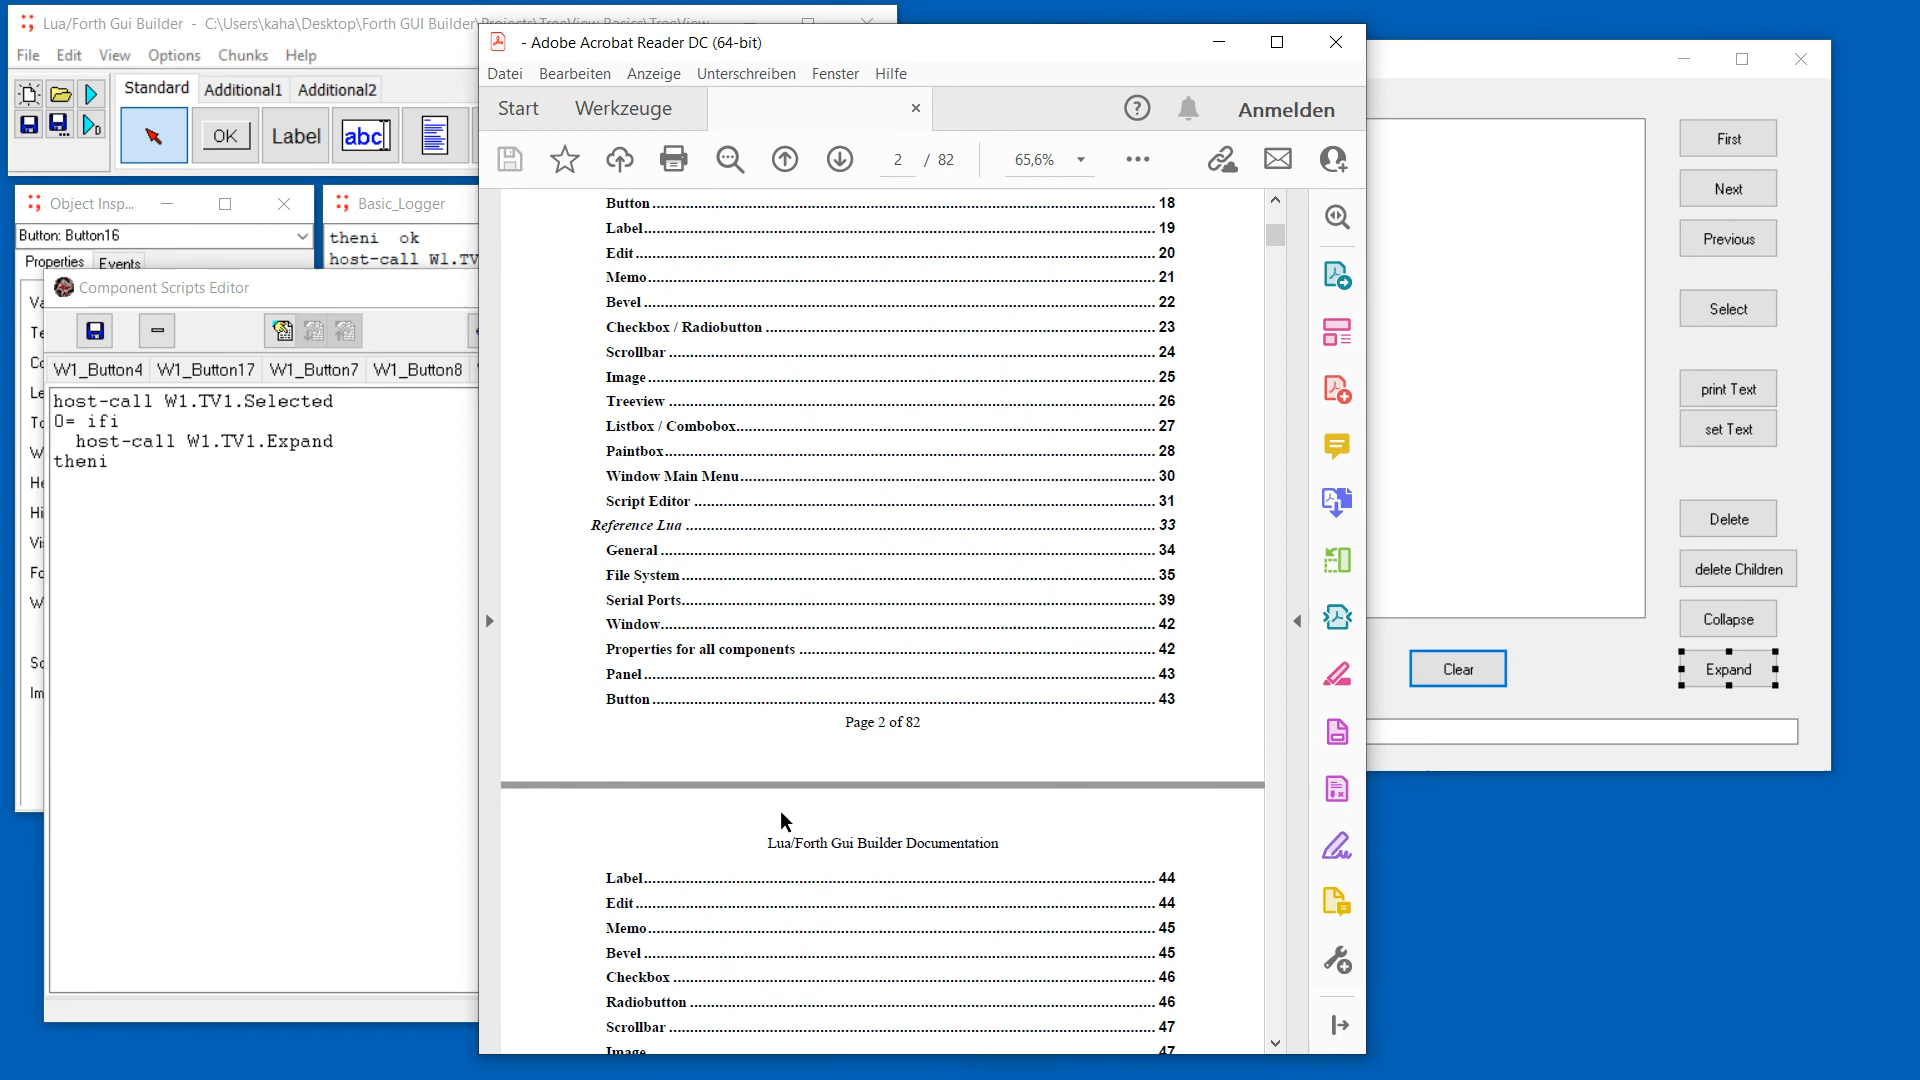 Lua/Forth Gui Builder - C:\Users\kaha\Desktop\Forth GUI Builder\Projects\TreeView Basics\TreeView
File Edit View Options Chunks Help
Standard Additional1 Additional2
OK Label abc
Object Insp...
Button: Button16
Properties Events
Basic_Logger
theni ok
host-call W1.TV
Component Scripts Editor
W1_Button4 W1_Button17 W1_Button7 W1_Button8
host-call W1.TV1.Selected
0= ifi
host-call W1.TV1.Expand
theni
- Adobe Acrobat Reader DC (64-bit)
Datei Bearbeiten Anzeige Unterschreiben Fenster Hilfe
Start Werkzeuge
Anmelden
2 / 82 65,6%
Button 18
Label 19
Edit 20
Memo 21
Bevel 22
Checkbox / Radiobutton 23
Scrollbar 24
Image 25
Treeview 26
Listbox / Combobox 27
Paintbox 28
Window Main Menu 30
Script Editor 31
Reference Lua 33
General 34
File System 35
Serial Ports 39
Window 42
Properties for all components 42
Panel 43
Button 43
Page 2 of 82
Lua/Forth Gui Builder Documentation
Label 44
Edit 44
Memo 45
Bevel 45
Checkbox 46
Radiobutton 46
Scrollbar 47
Image 47
First
Next
Previous
Select
print Text
set Text
Delete
delete Children
Collapse
Clear
Expand